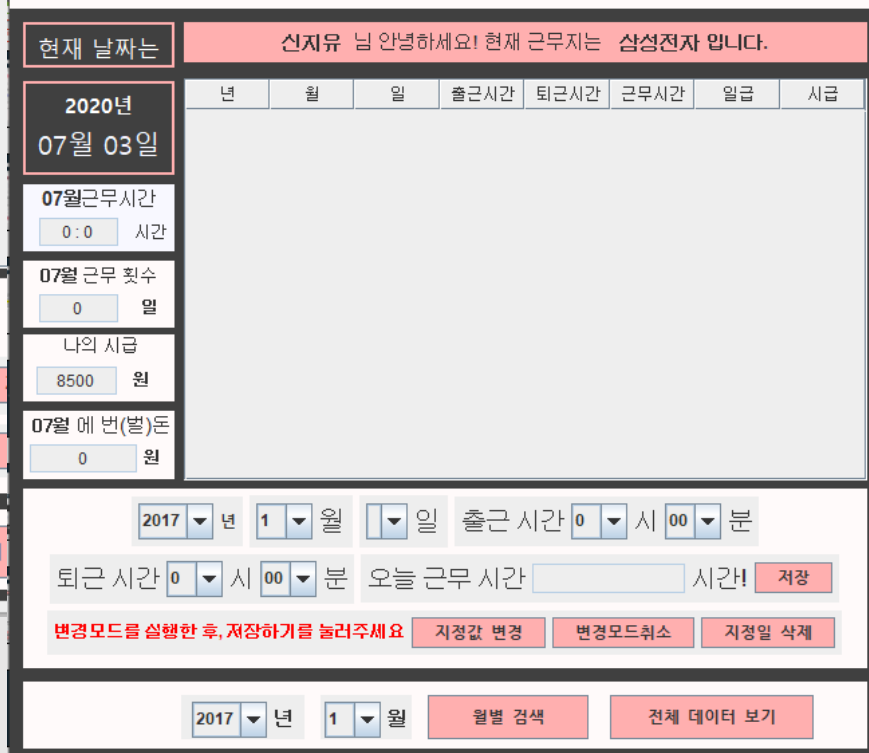 현재 날짜는
신지유 님 안녕하세요! 현재 근무지는 삼성전자 입니다.
2020년
07월 03일
년 월 일 출근시간 퇴근시간 근무시간 일급 시급
07월근무시간
0 : 0 시간
07월 근무 횟수
0 일
나의 시급
8500 원
07월 에 번(벌)돈
0 원
2017 년 1 월 일 출근 시간 0 시 00 분
퇴근 시간 0 시 00 분 오늘 근무 시간 시간! 저장
변경모드를 실행한 후, 저장하기를 눌러주세요 지정값 변경 변경모드취소 지정일 삭제
2017 년 1 월 월별 검색 전체 데이터 보기